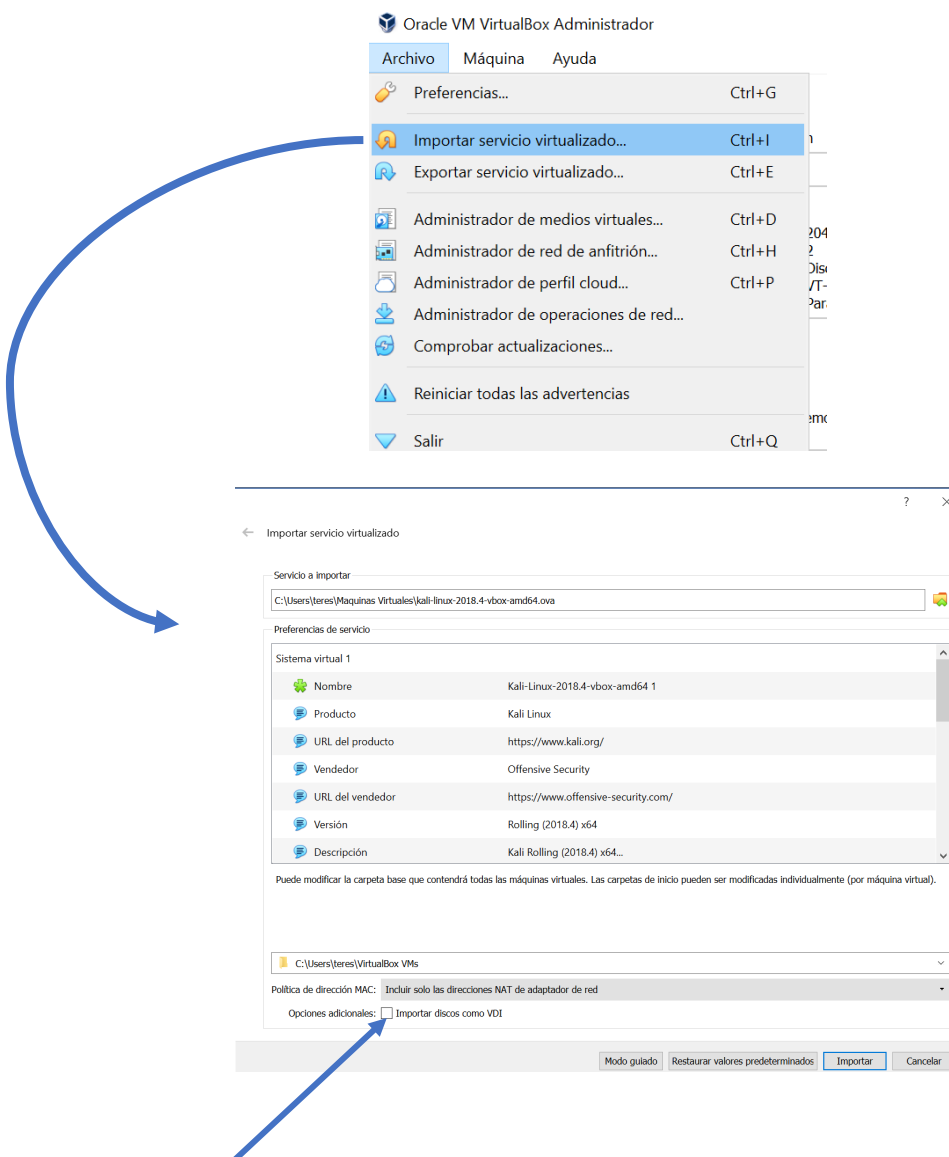 Oracle VM VirtualBox Administrador
Archivo Máquina Ayuda
Preferencias... Ctrl+G
Importar servicio virtualizado... Ctrl+I
Exportar servicio virtualizado... Ctrl+E
Administrador de medios virtuales... Ctrl+D
204
Administrador de red de anfitrión... Ctrl+H
2
Administrador de perfil cloud... Ctrl+P
VT-
Administrador de operaciones de red...
Comprobar actualizaciones...
Reiniciar todas las advertencias
Salir Ctrl+Q
? ×
← Importar servicio virtualizado
Servicio a importar
C:\Users\teres\Maquinas Virtuales\kali-linux-2018.4-vbox-amd64.ova
Preferencias de servicio
Sistema virtual 1
Nombre Kali-Linux-2018.4-vbox-amd64 1
Producto Kali Linux
URL del producto https://www.kali.org/
Vendedor Offensive Security
URL del vendedor https://www.offensive-security.com/
Versión Rolling (2018.4) x64
Descripción Kali Rolling (2018.4) x64...
Puede modificar la carpeta base que contendrá todas las máquinas virtuales. Las carpetas de inicio pueden ser modificadas individualmente (por máquina virtual).
C:\Users\teres\VirtualBox VMs
Política de dirección MAC: Incluir solo las direcciones NAT de adaptador de red
Opciones adicionales: Importar discos como VDI
Modo guiado Restaurar valores predeterminados Importar Cancelar